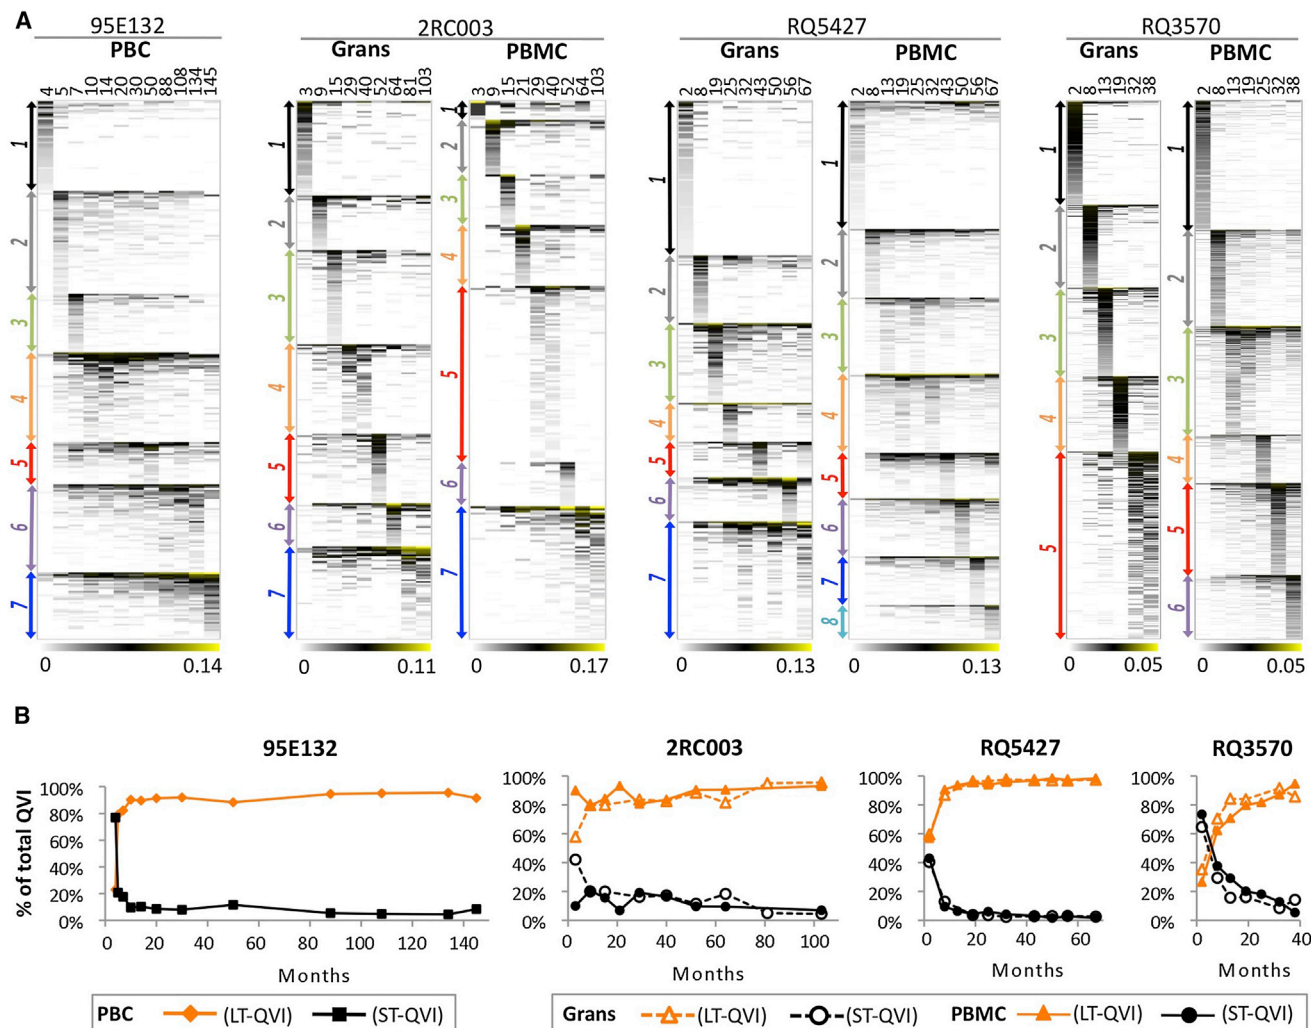 A
95E132
2RC003
RQ5427
RQ3570
PBC
Grans
PBMC
Grans
PBMC
Grans
PBMC
4 5 7 10 14 20 30 50 88 108 134 145
3 9 15 29 40 52 64 81 103
3 9 15 21 29 40 52 64 103
2 8 19 25 32 43 50 56 67
2 8 13 19 25 32 43 50 56 67
2 8 13 19 32 38
2 8 13 19 25 32 38
1 2 3 4 5 6 7
1 2 3 4 5 6 7
1 2 3 4 5 6 7
1 2 3 4 5 6 7
1 2 3 4 5 6 7 8
1 2 3 4 5
1 2 3 4 5 6
0 0.14
0 0.11
0 0.17
0 0.13
0 0.13
0 0.05
0 0.05
B
95E132
2RC003
RQ5427
RQ3570
% of total QVI
100%
80%
60%
40%
20%
0%
0 20 40 60 80 100 120 140
Months
100%
80%
60%
40%
20%
0%
0 20 40 60 80 100
Months
100%
80%
60%
40%
20%
0%
0 20 40 60
Months
100%
80%
60%
40%
20%
0%
0 20 40
Months
PBC (LT-QVI) (ST-QVI)
Grans (LT-QVI) (ST-QVI) PBMC (LT-QVI) (ST-QVI)